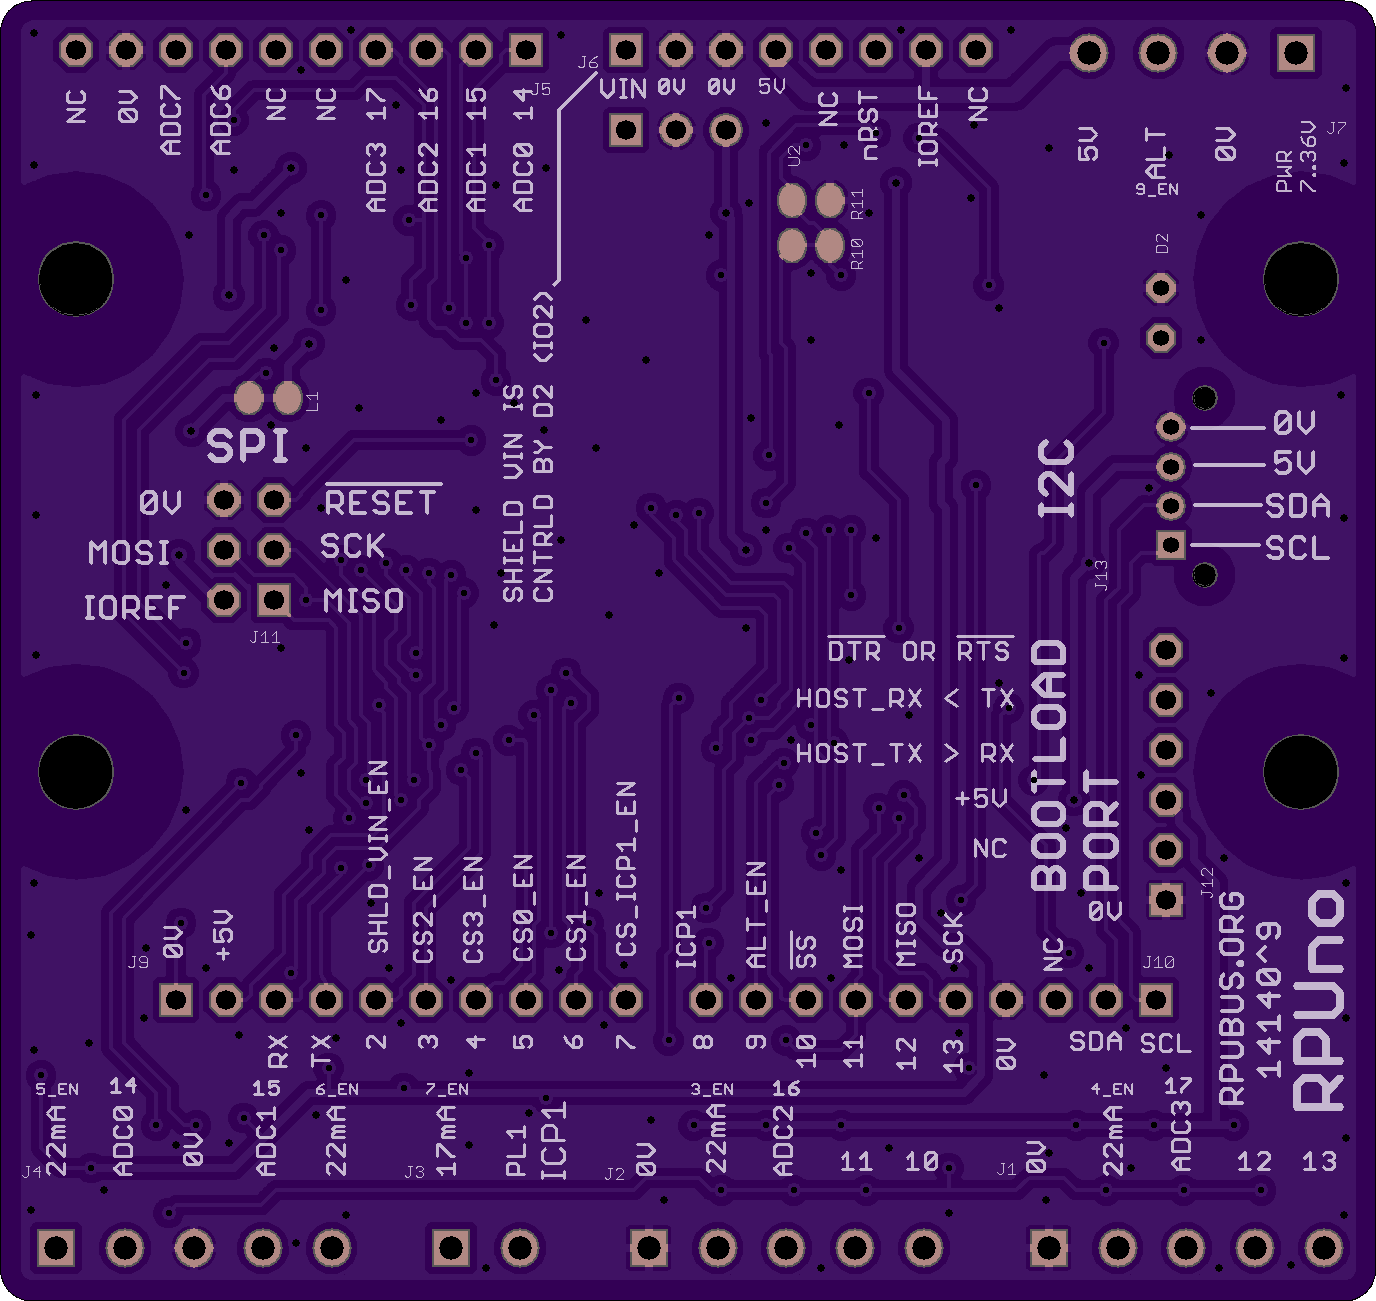 NC
0V
ADC7
ADC6
NC
NC
ADC3 17
ADC2 16
ADC1 15
ADC0 14
J5
J6
VIN
0V
0V
5V
NC
nRST
IOREF
NC
5V
ALT
0V
PWR
7..36V
J7
9_EN
D2
U2
R11
R10
L1
SPI
0V
RESET
MOSI
SCK
IOREF
MISO
J11
SHIELD VIN IS
CNTRLD BY D2 (IO2)
I2C
0V
5V
SDA
SCL
J13
DTR OR RTS
HOST_RX < TX
HOST_TX > RX
+5V
NC
0V
BOOTLOAD
PORT
J12
J9
0V
+5V
SHLD_VIN_EN
CS2_EN
CS3_EN
CS0_EN
CS1_EN
CS_ICP1_EN
ICP1
ALT_EN
SS
MOSI
MISO
SCK
NC
J10
RX
TX
2
3
4
5
6
7
8
9
10
11
12
13
0V
SDA
SCL
RPUBUS.ORG
14140^9
RPUno
J4
5_EN
22mA
14
ADC0
0V
15
ADC1
6_EN
22mA
J3
7_EN
17mA
PL1
ICP1
J2
0V
3_EN
22mA
16
ADC2
11
10
J1
0V
4_EN
22mA
17
ADC3
12
13